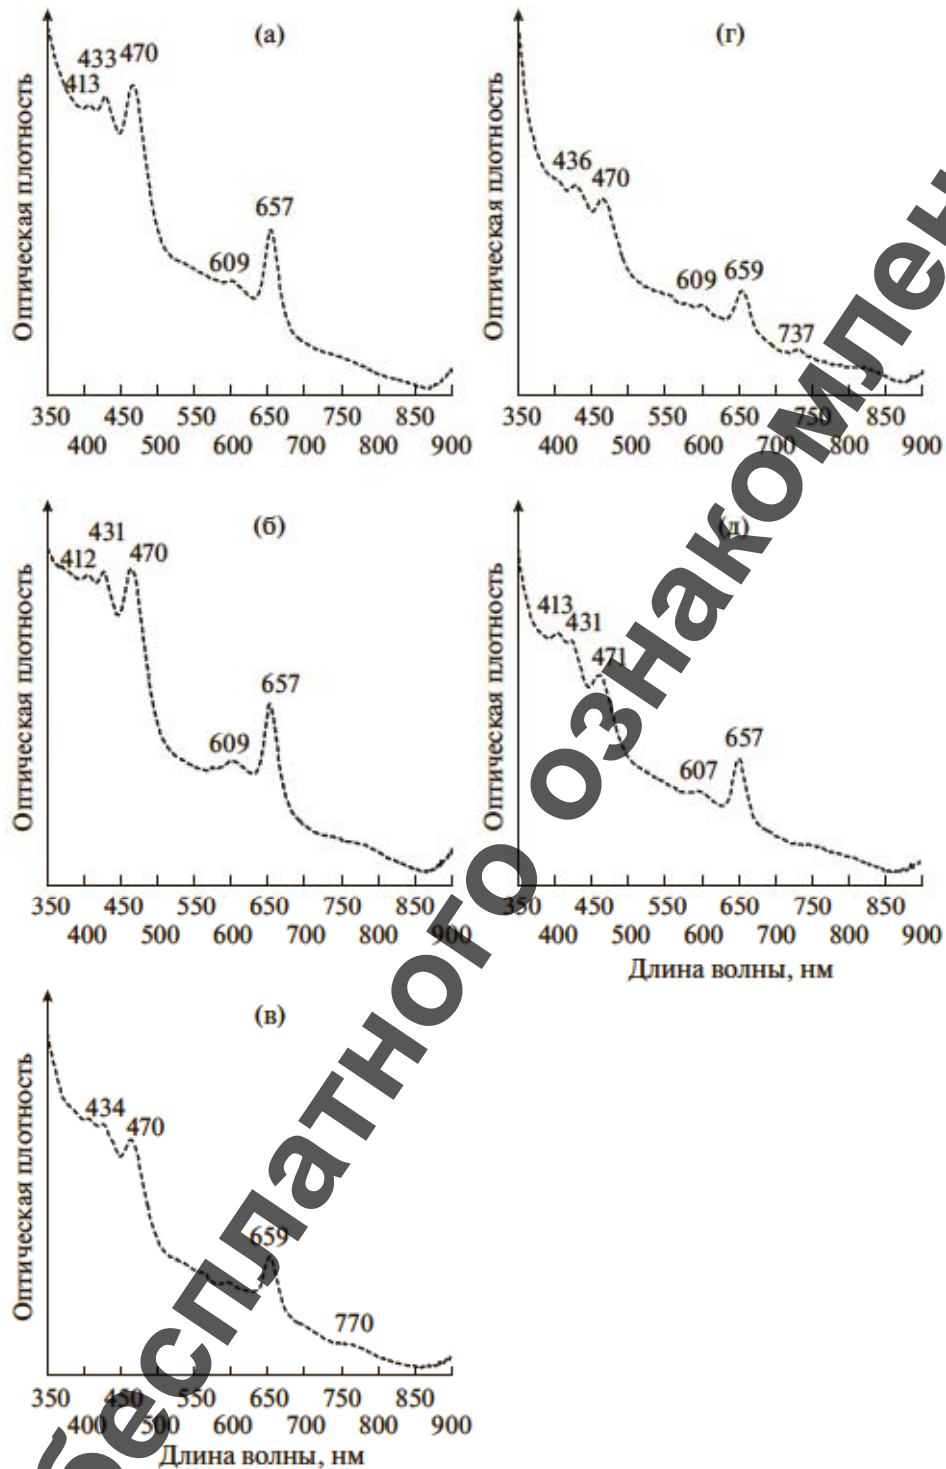 (а)
Оптическая плотность
413
433
470
609
657
350 450 550 650 750 850
400 500 600 700 800 900
(г)
Оптическая плотность
436
470
609
659
737
350 450 550 650 750 850
400 500 600 700 800 900
(б)
Оптическая плотность
412
431
470
609
657
350 450 550 650 750 850
400 500 600 700 800 900
(д)
Оптическая плотность
413
431
471
607
657
350 450 550 650 750 850
400 500 600 700 800 900
Длина волны, нм
(в)
Оптическая плотность
434
470
659
770
350 450 550 650 750 850
400 500 600 700 800 900
Длина волны, нм
бесплатного ознакомлен